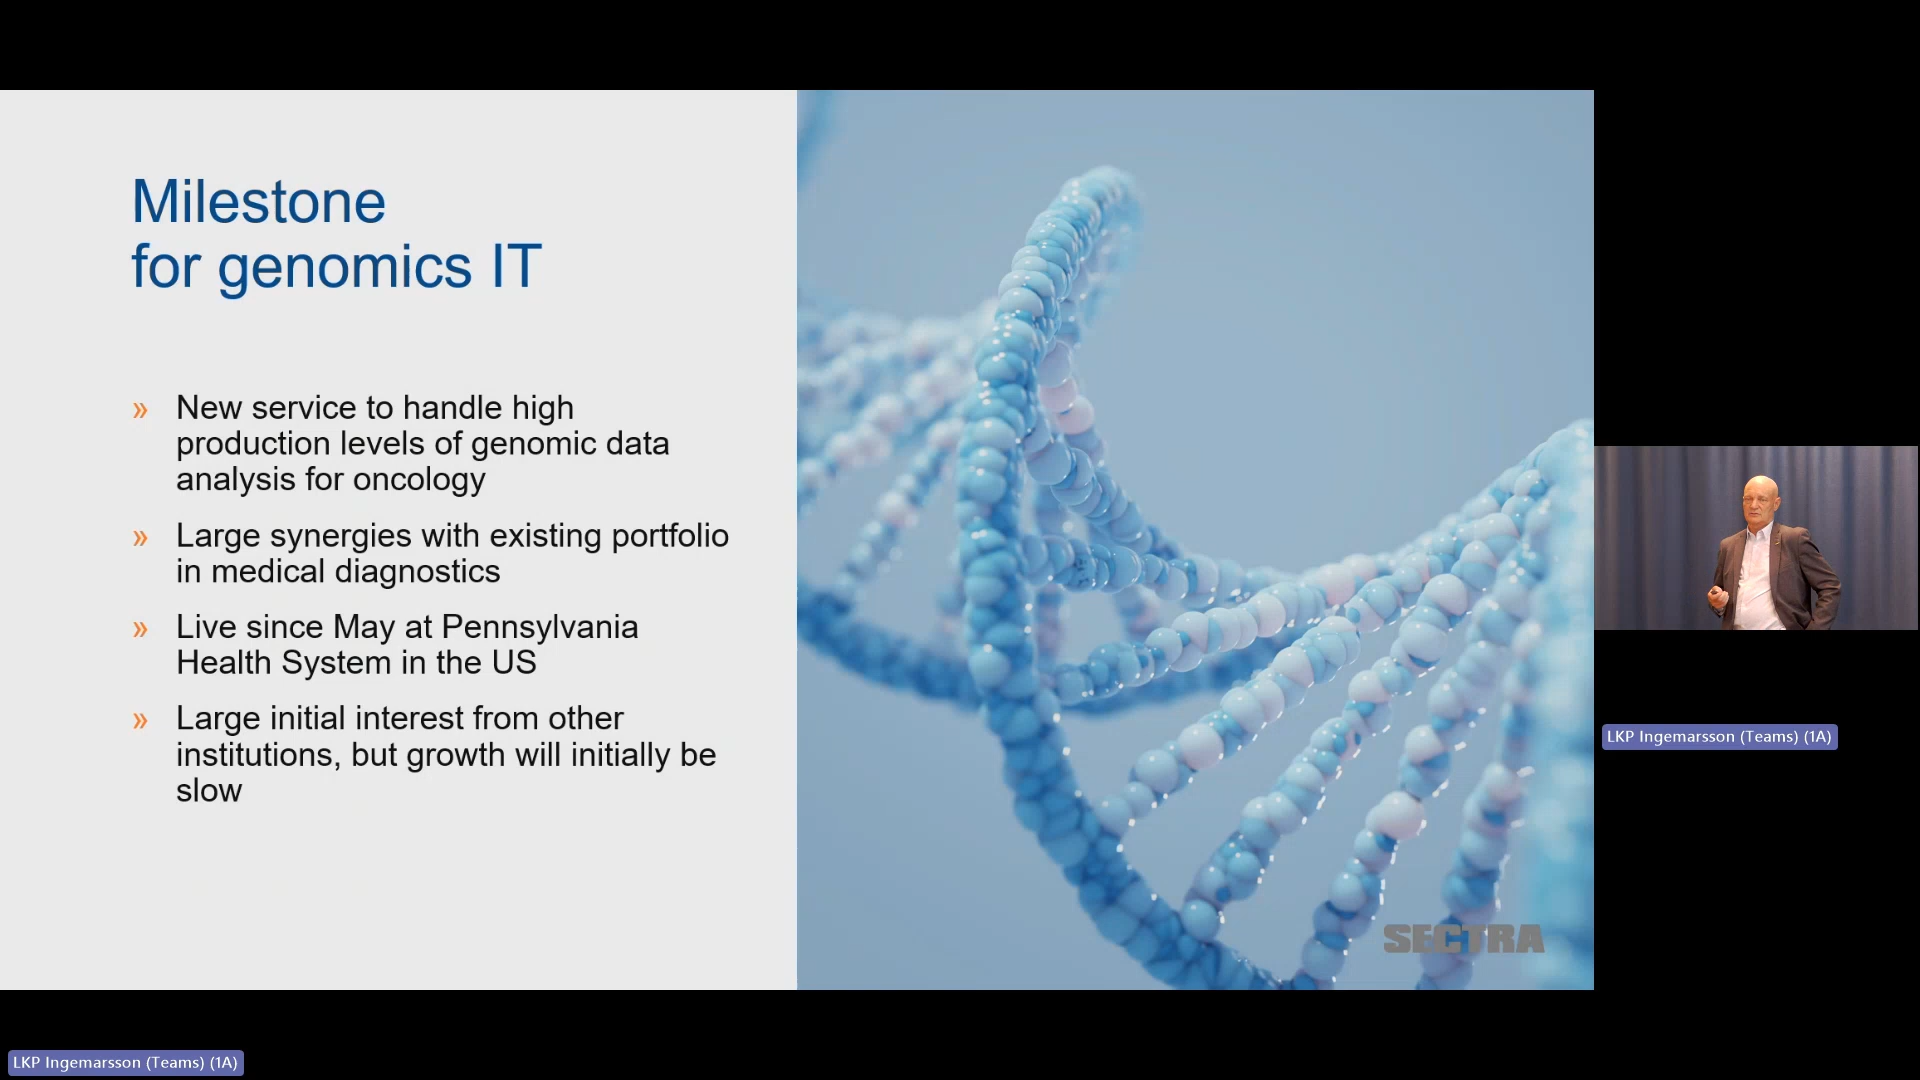 Milestone
for genomics IT
» New service to handle high
production levels of genomic data
analysis for oncology
» Large synergies with existing portfolio
in medical diagnostics
» Live since May at Pennsylvania
Health System in the US
» Large initial interest from other
institutions, but growth will initially be
slow
SECTRA
LKP Ingemarsson (Teams) (1A)
LKP Ingemarsson (Teams) (1A)